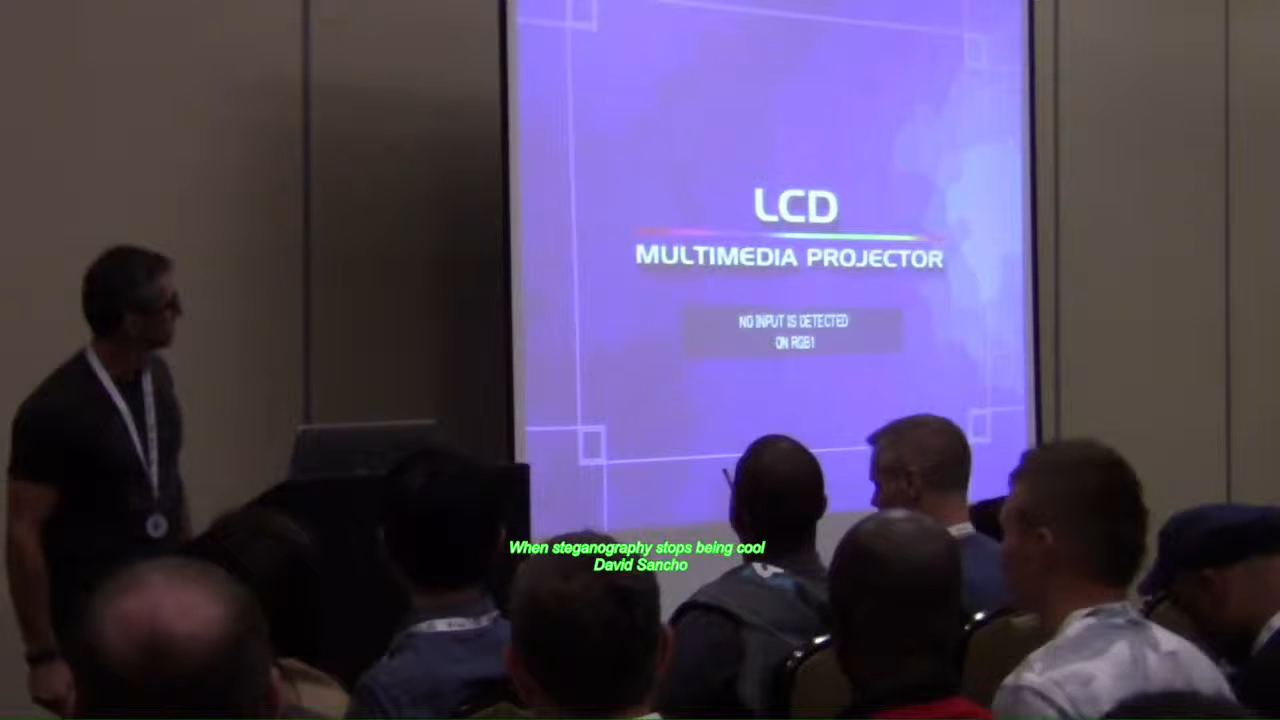 LCD
MULTIMEDIA PROJECTOR
NO INPUT IS DETECTED
ON RGB1
When steganography stops being cool
David Sancho